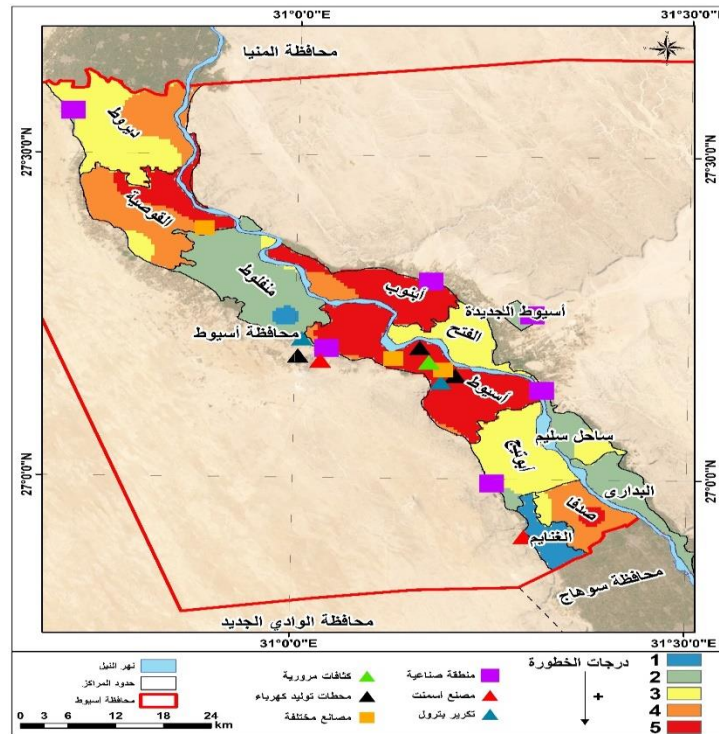 31°0'0"E
31°30'0"E
محافظة المنيا
ديروط
27°30'0"N
27°30'0"N
القوصية
منفلوط
أبنوب
أسيوط الجديدة
الفتح
محافظة أسيوط
أسيوط
ساحل سليم
أبوتيج
27°0'0"N
27°0'0"N
البدارى
صدفا
الغنايم
محافظة سوهاج
محافظة الوادي الجديد
31°0'0"E
31°30'0"E
درجات الخطورة
+
1
2
3
4
5
منطقة صناعية
مصنع أسمنت
تكرير بترول
كثافات مرورية
محطات توليد كهرباء
مصانع مختلفة
نهر النيل
حدود المراكز
محافظة أسيوط
0 3 6 12 18 24
km